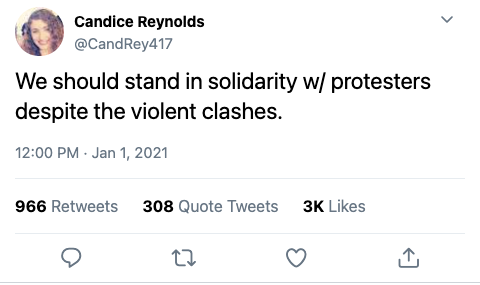 Candice Reynolds
@CandRey417
We should stand in solidarity w/ protesters
despite the violent clashes.
12:00 PM · Jan 1, 2021
966 Retweets 308 Quote Tweets 3K Likes